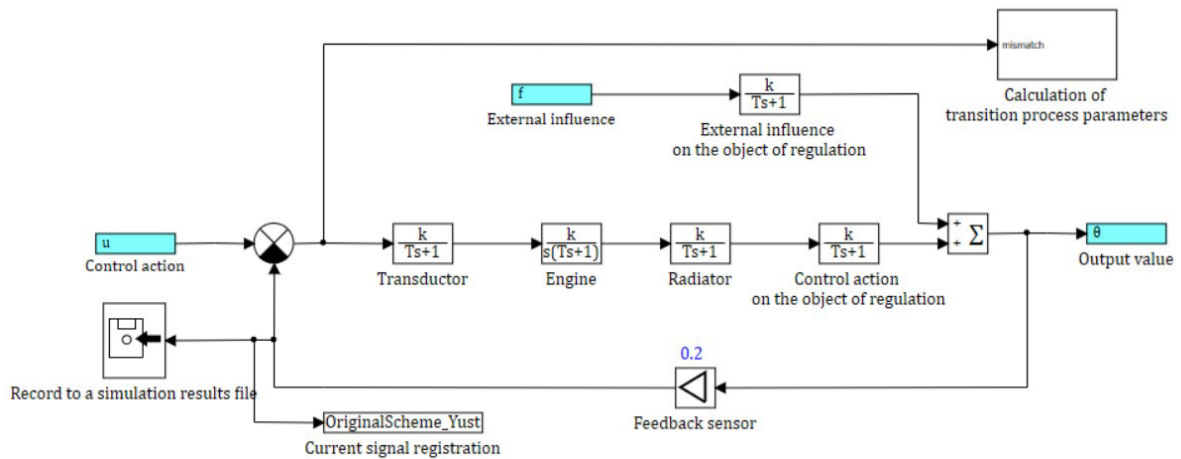 mismatch
Calculation of
transition process parameters
f
External influence
k
Ts+1
External influence
on the object of regulation
u
Control action
k
Ts+1
Transductor
k
s(Ts+1)
Engine
k
Ts+1
Radiator
k
Ts+1
Control action
on the object of regulation
+
+
Σ
θ
Output value
Record to a simulation results file
0.2
Feedback sensor
OriginalScheme_Yust
Current signal registration